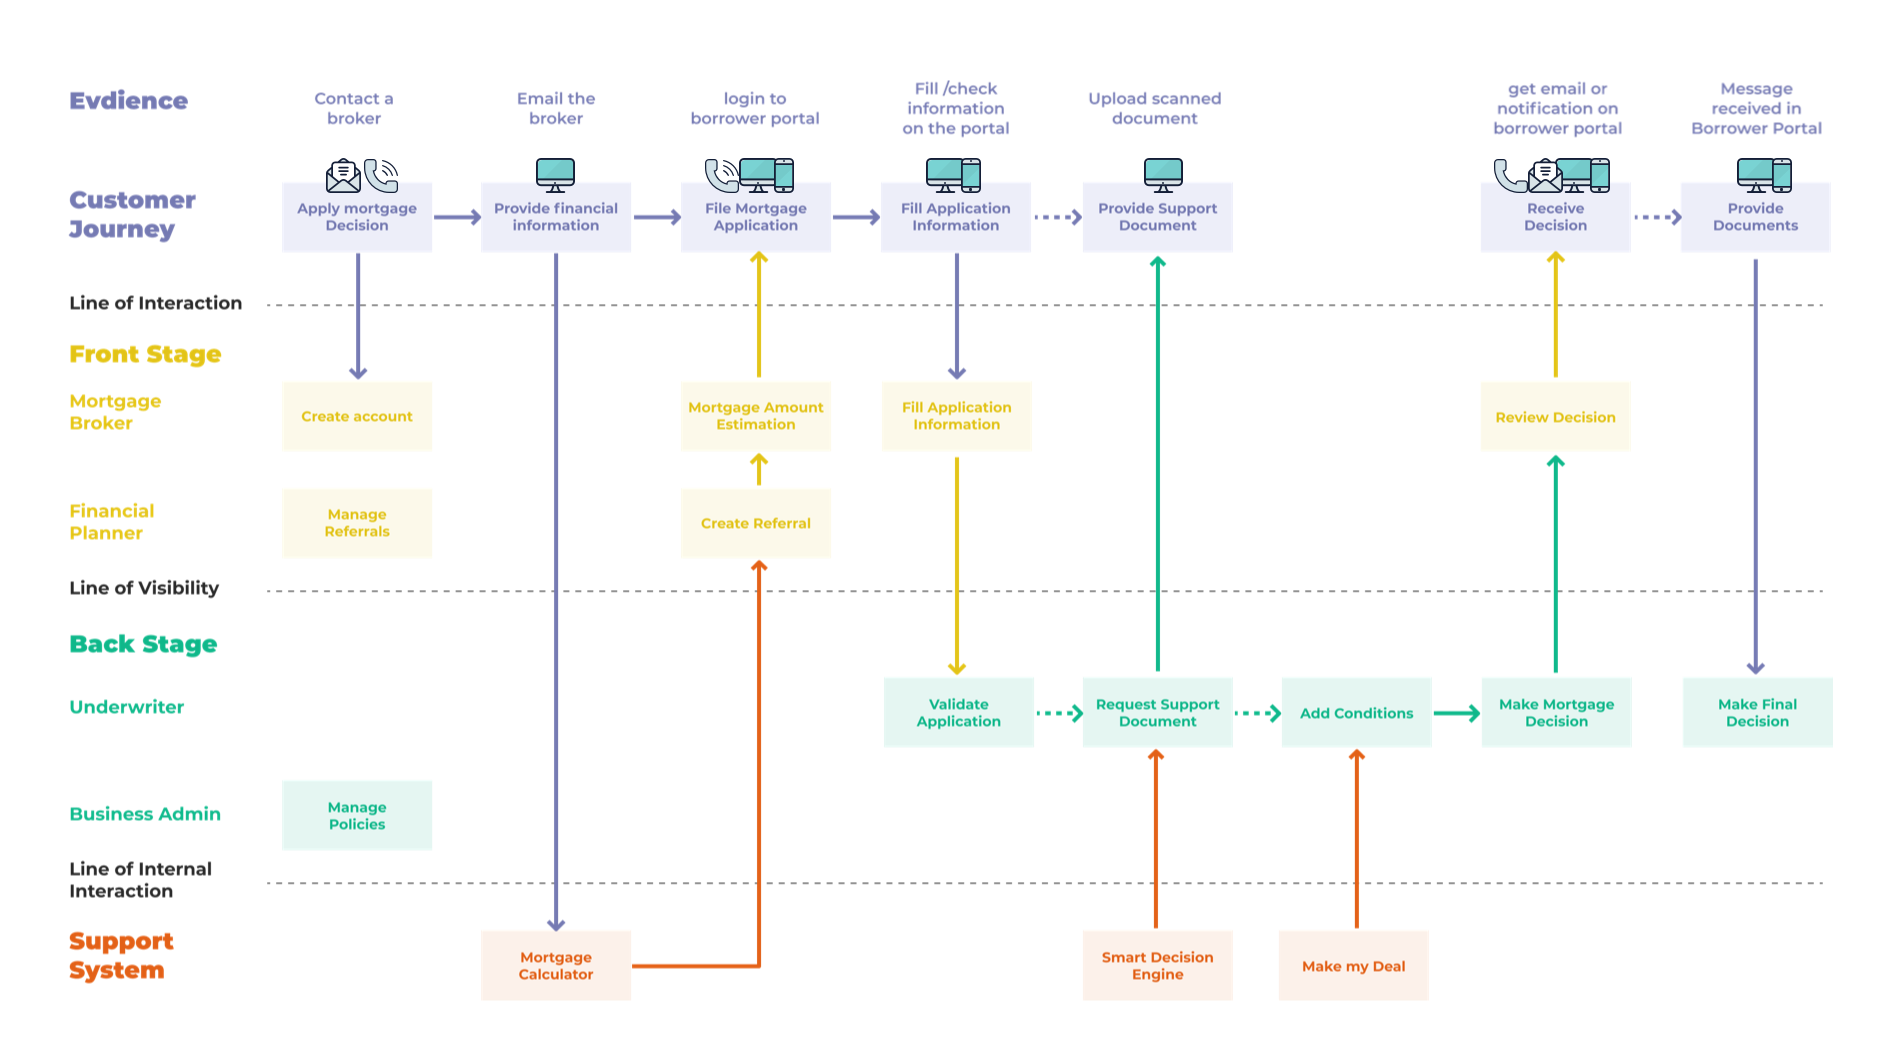 Evdience
Contact a
broker
Email the
broker
login to
borrower portal
Fill /check
information
on the portal
Upload scanned
document
get email or
notification on
borrower portal
Message
received in
Borrower Portal
Customer
Journey
Apply mortgage
Decision
Provide financial
information
File Mortgage
Application
Fill Application
Information
Provide Support
Document
Receive
Decision
Provide
Documents
Line of Interaction
Front Stage
Mortgage
Broker
Create account
Mortgage Amount
Estimation
Fill Application
Information
Review Decision
Financial
Planner
Manage
Referrals
Create Referral
Line of Visibility
Back Stage
Underwriter
Validate
Application
Request Support
Document
Add Conditions
Make Mortgage
Decision
Make Final
Decision
Business Admin
Manage
Policies
Line of Internal
Interaction
Support
System
Mortgage
Calculator
Smart Decision
Engine
Make my Deal